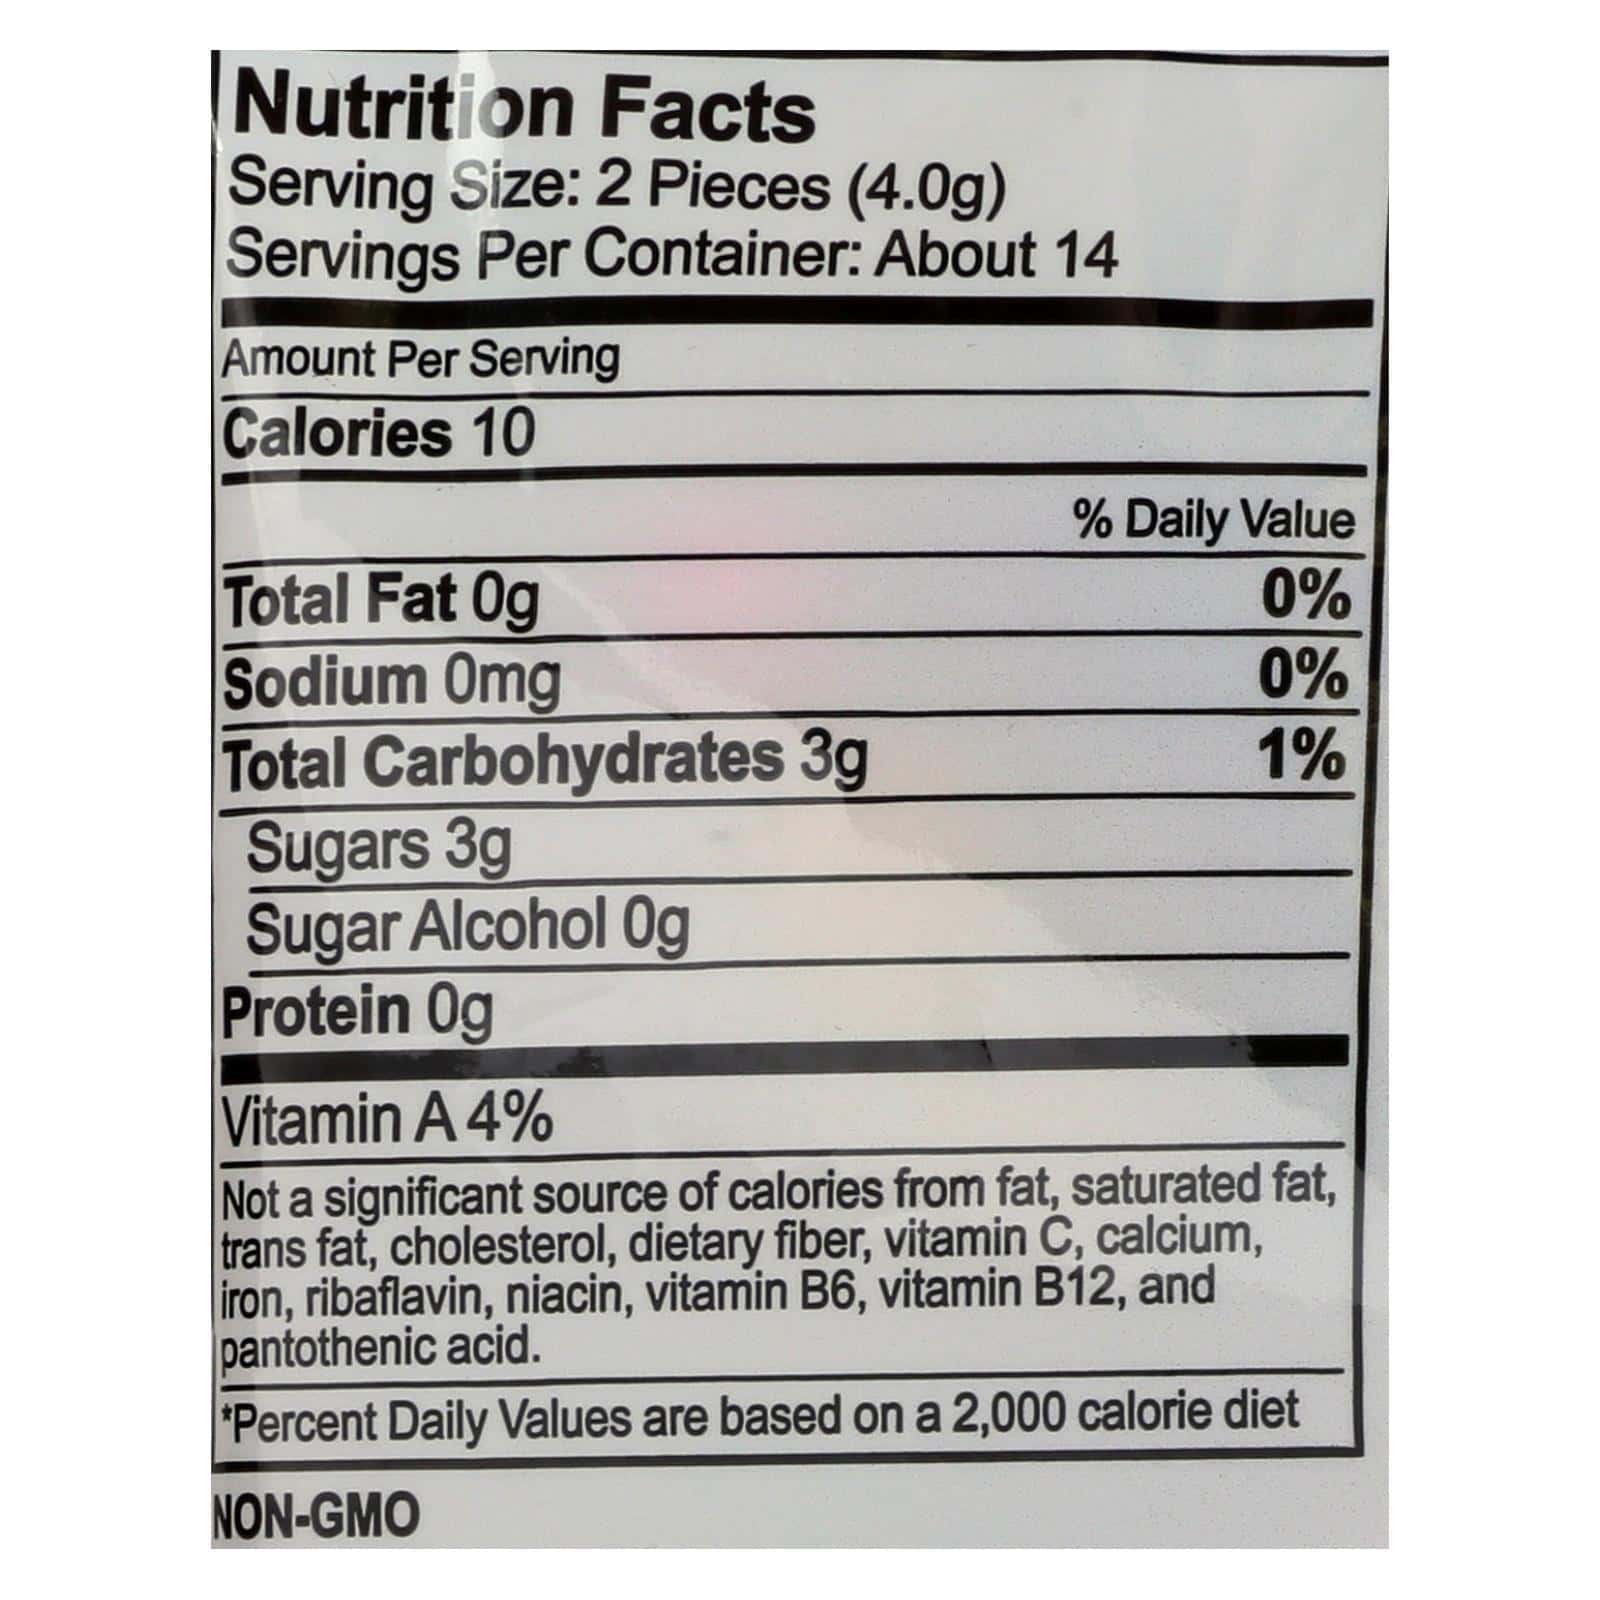 Nutrition Facts
Serving Size: 2 Pieces (4.0g)
Servings Per Container: About 14
Amount Per Serving
Calories 10
% Daily Value
Total Fat 0g 0%
Sodium 0mg 0%
Total Carbohydrates 3g 1%
Sugars 3g
Sugar Alcohol 0g
Protein 0g
Vitamin A 4%
Not a significant source of calories from fat, saturated fat,
trans fat, cholesterol, dietary fiber, vitamin C, calcium,
iron, ribaflavin, niacin, vitamin B6, vitamin B12, and
pantothenic acid.
*Percent Daily Values are based on a 2,000 calorie diet
NON-GMO